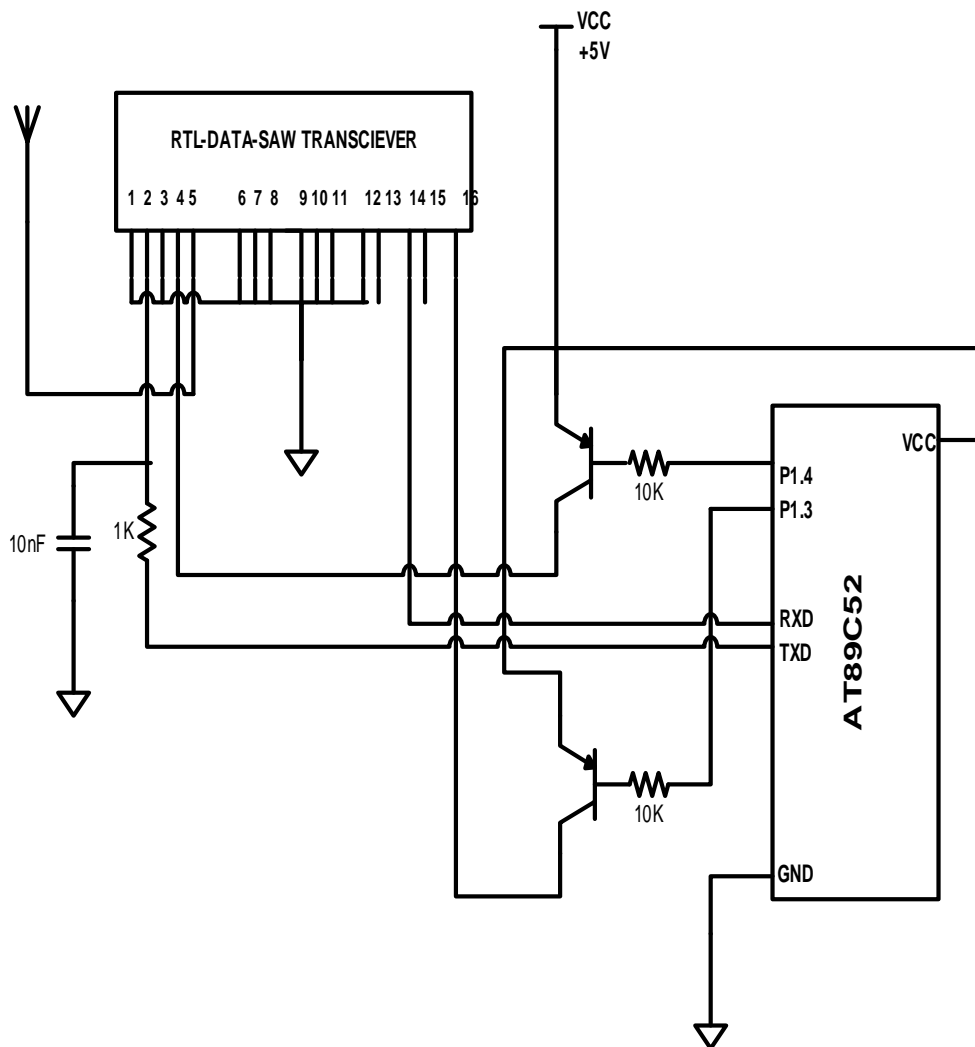 VCC
+5V
RTL-DATA-SAW TRANSCIEVER
1 2 3 4 5 6 7 8 9 10 11 12 13 14 15 16
VCC
P1.4
10K
P1.3
10nF
1K
RXD
TXD
AT89C52
10K
GND